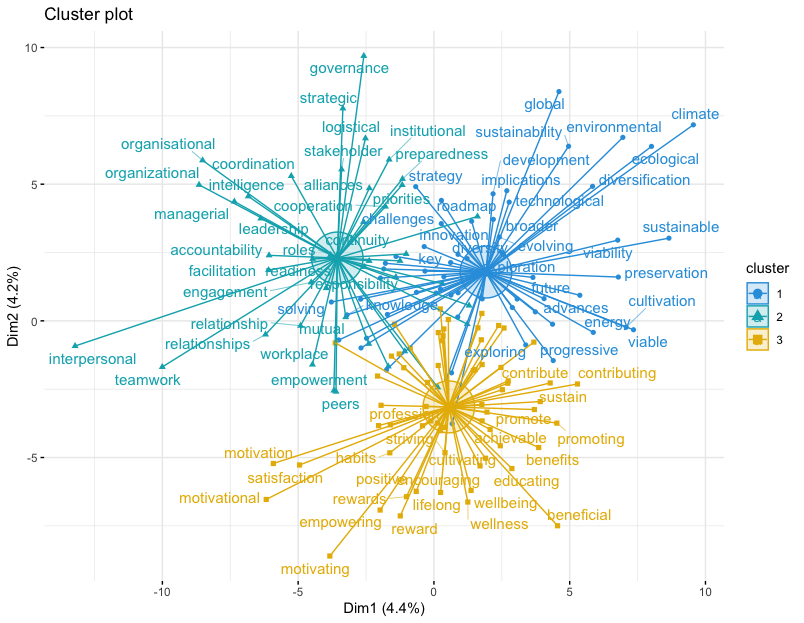 Cluster plot
10
governance
strategic
global
climate
logistical
institutional
sustainability
environmental
organisational
stakeholder
preparedness
development
ecological
coordination
organizational
intelligence
alliances
strategy
implications
diversification
5
managerial
cooperation
priorities
roadmap
technological
leadership
challenges
broader
sustainable
continuity
innovation
accountability
roles
diversity
evolving
viability
key
facilitation
readiness
preservation
engagement
responsibility
future
solving
knowledge
advances
cultivation
0
relationship
mutual
energy
relationships
viable
interpersonal
workplace
exploring
progressive
teamwork
empowerment
contribute
contributing
peers
sustain
promote
striving
achievable
promoting
motivation
habits
cultivating
benefits
-5
satisfaction
positive
educating
motivational
rewards
lifelong
wellbeing
empowering
reward
wellness
beneficial
motivating
-10
-5
0
5
10
Dim1 (4.4%)
Dim2 (4.2%)
cluster
1
2
3